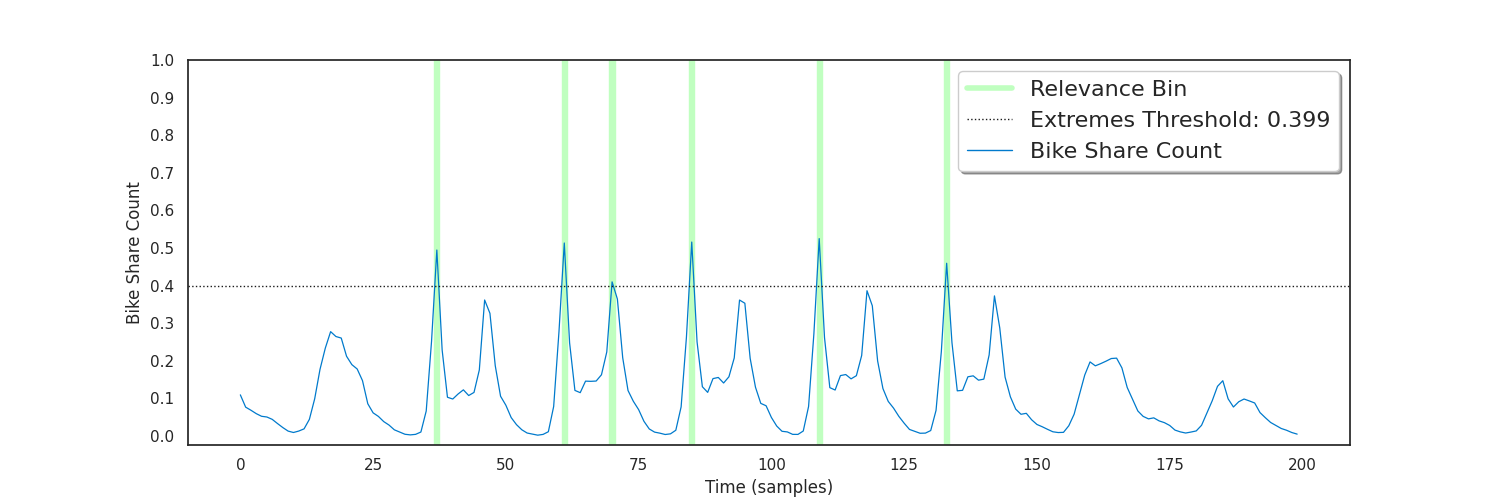 1.0
0.9
0.8
0.7
0.6
0.5
0.4
0.3
0.2
0.1
0.0
Bike Share Count
Relevance Bin
Extremes Threshold: 0.399
Bike Share Count
0 25 50 75 100 125 150 175 200
Time (samples)